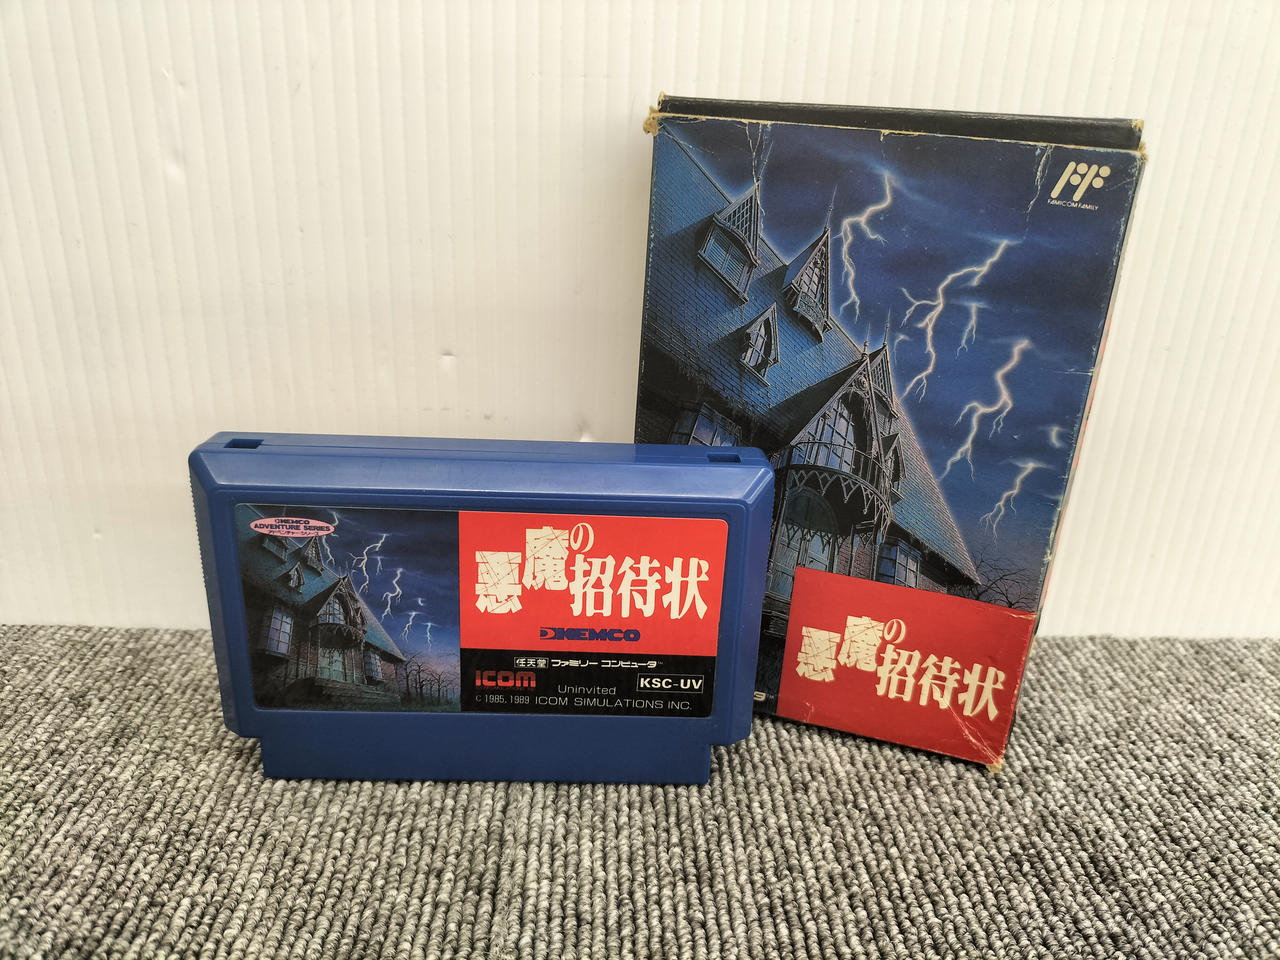 KEMCO
ADVENTURE SERIES
アドベンチャーシリーズ
悪魔の招待状
KEMCO
任天堂 ファミリーコンピュータ™
ICOM
KSC-UV
Uninvited
© 1985, 1989 ICOM SIMULATIONS INC.
FAMICOM FAMILY
悪魔の招待状